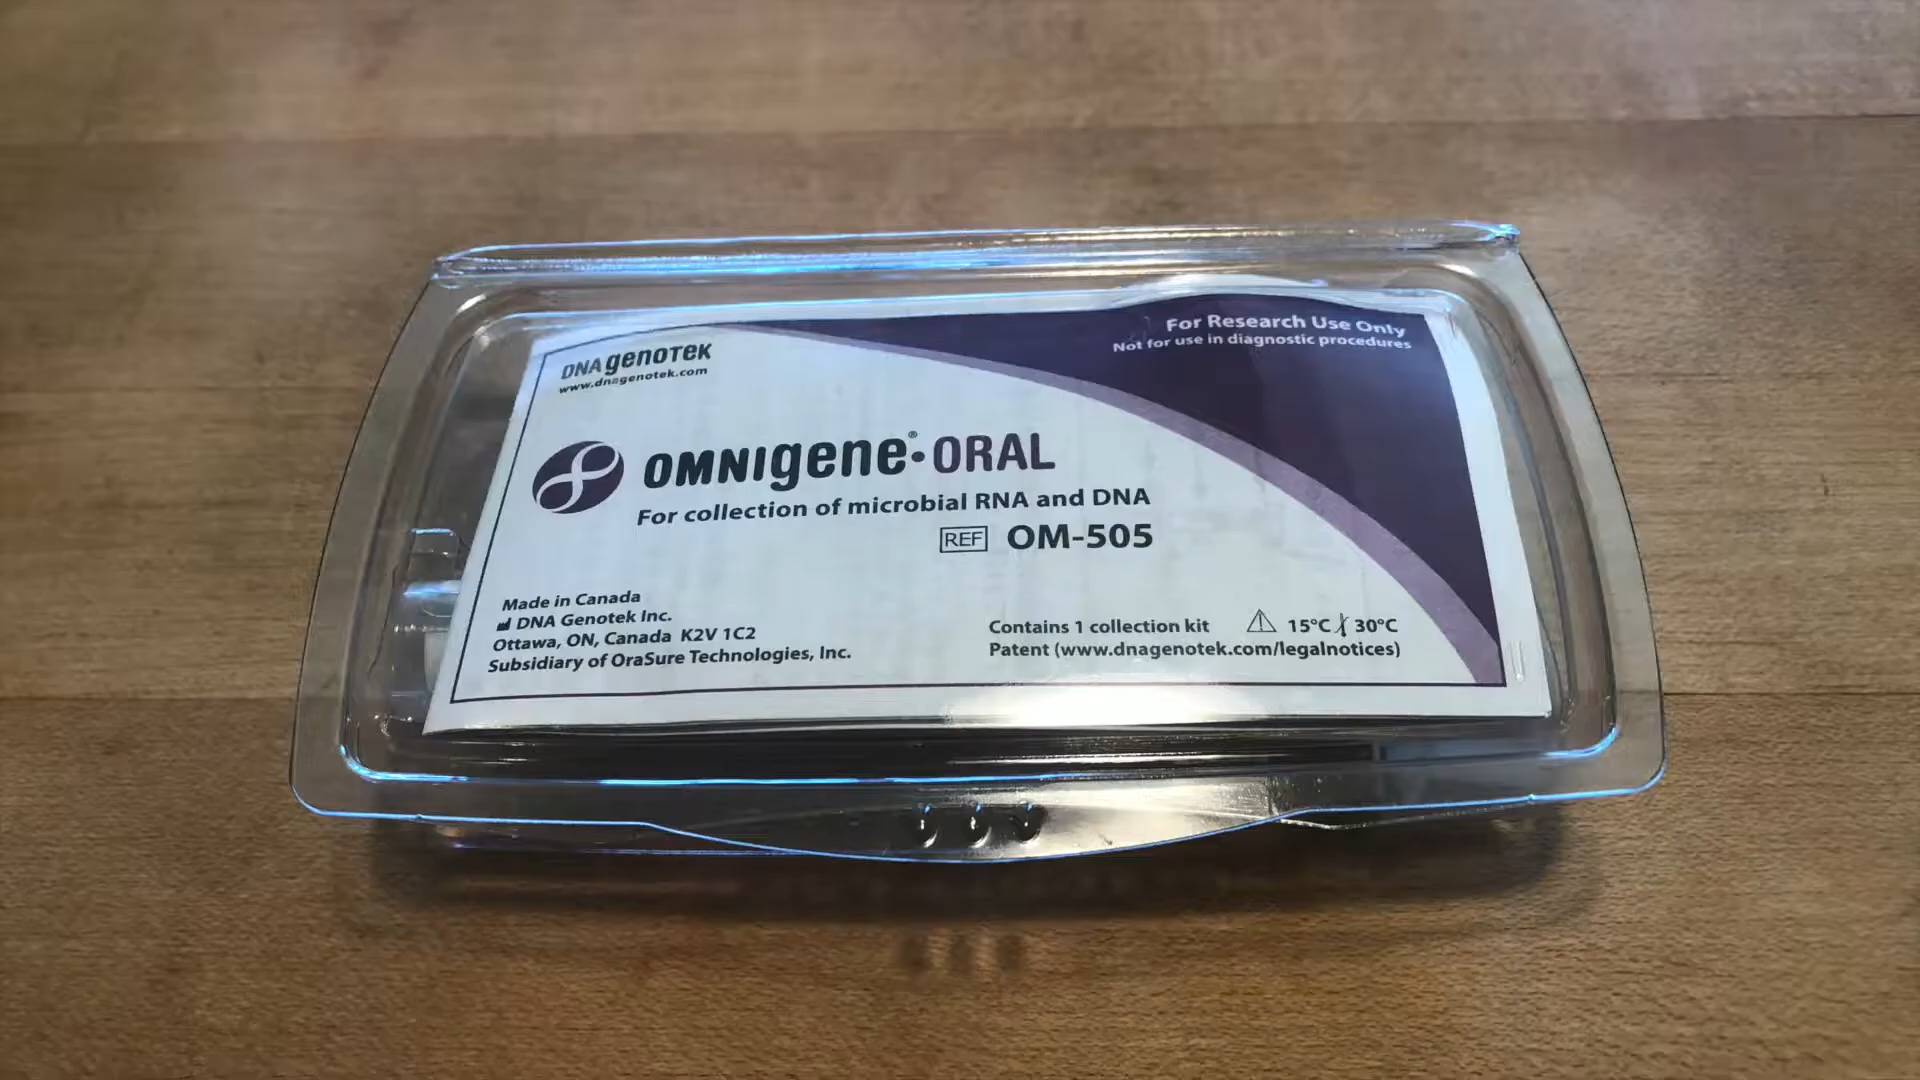 DNA genotek
www.dnagenotek.com
For Research Use Only
Not for use in diagnostic procedures
OMNIgene®•ORAL
For collection of microbial RNA and DNA
REF OM-505
Made in Canada
DNA Genotek Inc.
Ottawa, ON, Canada K2V 1C2
Subsidiary of OraSure Technologies, Inc.
Contains 1 collection kit 15°C 30°C
Patent (www.dnagenotek.com/legalnotices)